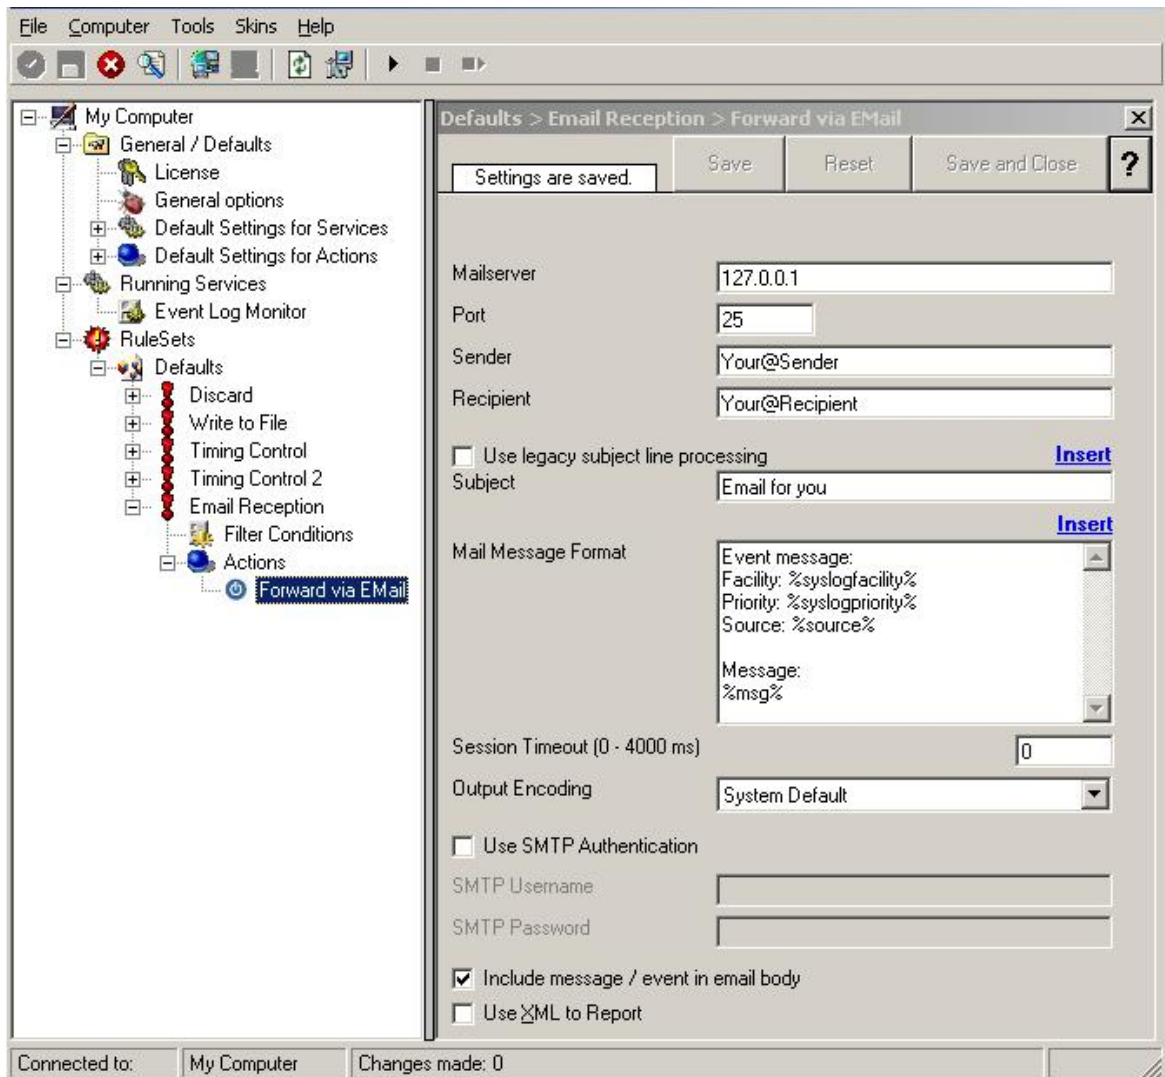 File Computer Tools Skins Help
My Computer
General / Defaults
License
General options
Default Settings for Services
Default Settings for Actions
Running Services
Event Log Monitor
RuleSets
Defaults
Discard
Write to File
Timing Control
Timing Control 2
Email Reception
Filter Conditions
Actions
Forward via EMail
Defaults > Email Reception > Forward via EMail
Settings are saved. Save Reset Save and Close ?
Mailserver 127.0.0.1
Port 25
Sender Your@Sender
Recipient Your@Recipient
Use legacy subject line processing Insert
Subject Email for you
Insert
Mail Message Format Event message:
Facility: %syslogfacility%
Priority: %syslogpriority%
Source: %source%
Message:
%msg%
Session Timeout (0 - 4000 ms) 0
Output Encoding System Default
Use SMTP Authentication
SMTP Username
SMTP Password
Include message / event in email body
Use XML to Report
Connected to: My Computer Changes made: 0